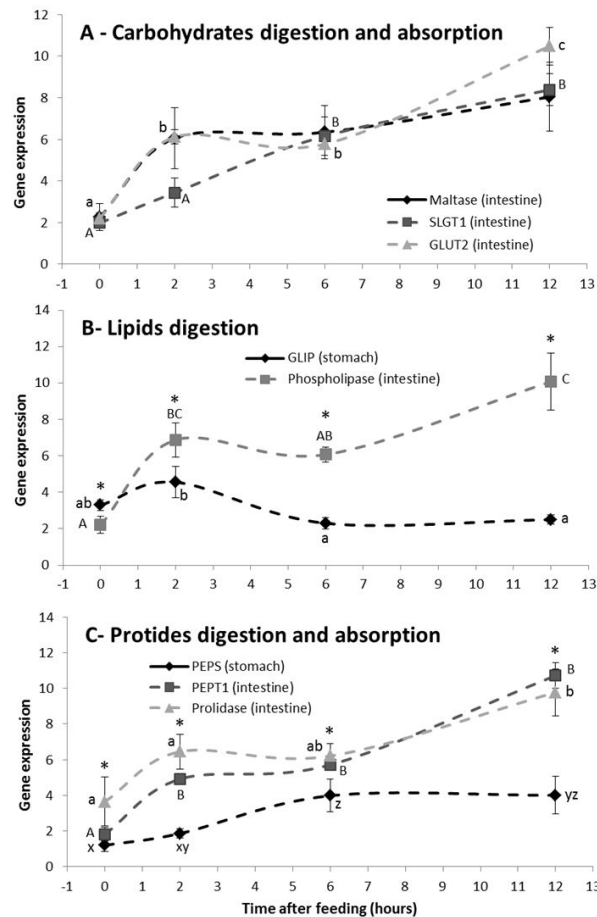 A - Carbohydrates digestion and absorption
Gene expression
12
10
8
6
4
2
0
a
A
b
A
B
b
c
B
Maltase (intestine)
SLGT1 (intestine)
GLUT2 (intestine)
-1 0 1 2 3 4 5 6 7 8 9 10 11 12 13
B- Lipids digestion
Gene expression
14
12
10
8
6
4
2
0
GLIP (stomach)
Phospholipase (intestine)
*
ab
A
*
BC
b
*
AB
a
*
C
a
-1 0 1 2 3 4 5 6 7 8 9 10 11 12 13
C- Protides digestion and absorption
Gene expression
14
12
10
8
6
4
2
0
PEPS (stomach)
PEPT1 (intestine)
Prolidase (intestine)
*
a
A
x
*
a
B
xy
*
ab
B
z
*
B
b
yz
-1 0 1 2 3 4 5 6 7 8 9 10 11 12 13
Time after feeding (hours)